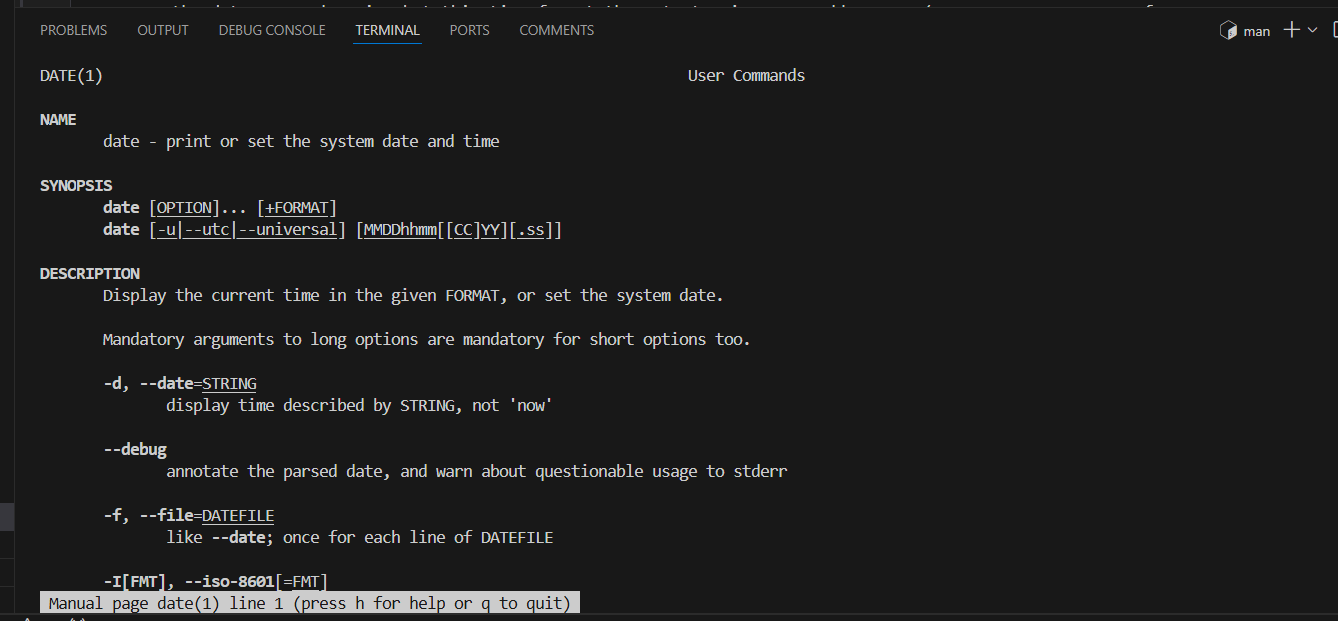 PROBLEMS OUTPUT DEBUG CONSOLE TERMINAL PORTS COMMENTS man
DATE(1) User Commands
NAME
date - print or set the system date and time
SYNOPSIS
date [OPTION]... [+FORMAT]
date [-u|--utc|--universal] [MMDDhhmm[[CC]YY][.ss]]
DESCRIPTION
Display the current time in the given FORMAT, or set the system date.
Mandatory arguments to long options are mandatory for short options too.
-d, --date=STRING
display time described by STRING, not 'now'
--debug
annotate the parsed date, and warn about questionable usage to stderr
-f, --file=DATEFILE
like --date; once for each line of DATEFILE
-I[FMT], --iso-8601[=FMT]
Manual page date(1) line 1 (press h for help or q to quit)